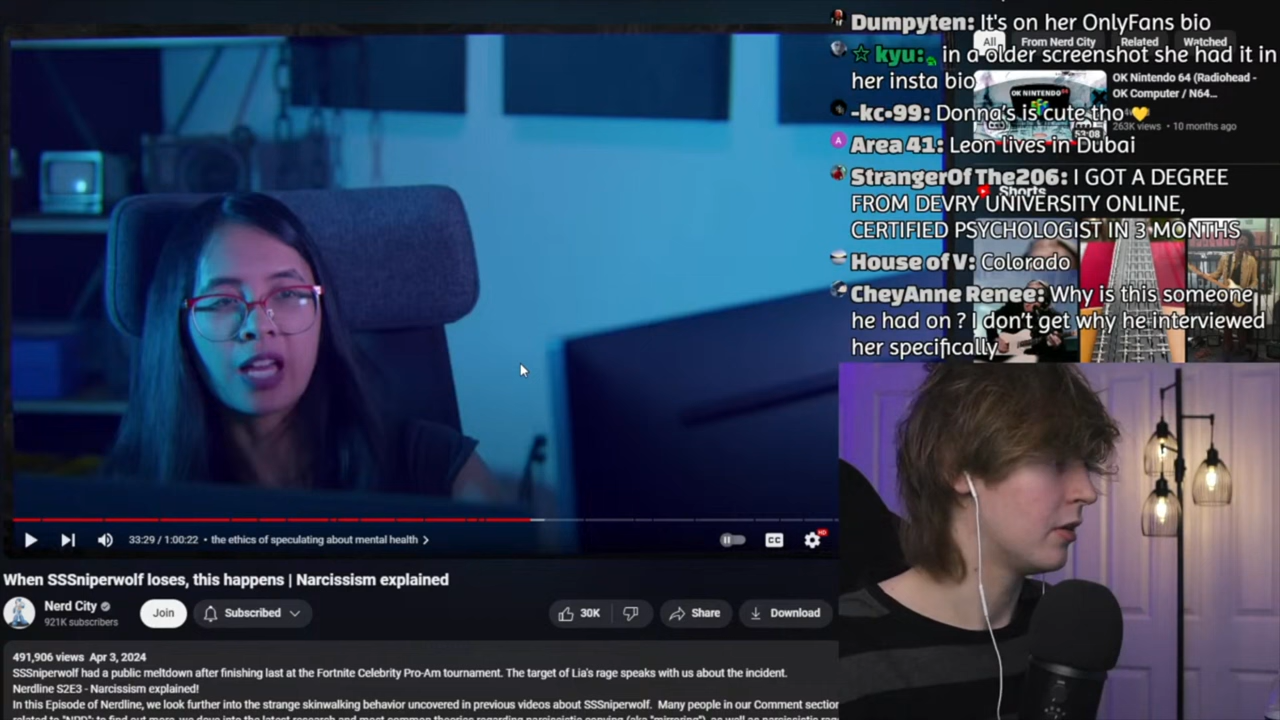 Dumpyten: It's on her OnlyFans bio
All From Nerd City Related Watched
☆ kyu: in a older screenshot she had it in
her insta bio
OK Nintendo 64 (Radiohead -
OK Computer / N64...
OK NINTENDO
-kc•99: Donna's is cute tho 💛
263K views • 10 months ago
53:08
Area 41: Leon lives in Dubai
StrangerOf The206: I GOT A DEGREE
Shorts
FROM DEVRY UNIVERSITY ONLINE,
CERTIFIED PSYCHOLOGIST IN 3 MONTHS
House of V: Colorado
CheyAnne Renee: Why is this someone
he had on ? I don't get why he interviewed
her specifically
33:29 / 1:00:22 • the ethics of speculating about mental health
CC
HD
When SSSniperwolf loses, this happens | Narcissism explained
Nerd City
921K subscribers
Join
Subscribed
30K
Share
Download
491,906 views Apr 3, 2024
SSSniperwolf had a public meltdown after finishing last at the Fortnite Celebrity Pro-Am tournament. The target of Lia's rage speaks with us about the incident.
Nerdline S2E3 - Narcissism explained!
In this Episode of Nerdline, we look further into the strange skinwalking behavior uncovered in previous videos about SSSniperwolf. Many people in our Comment section